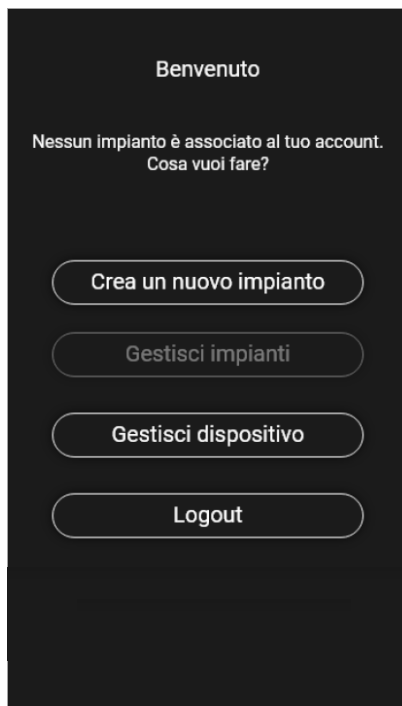 Benvenuto
Nessun impianto è associato al tuo account.
Cosa vuoi fare?
Crea un nuovo impianto
Gestisci impianti
Gestisci dispositivo
Logout